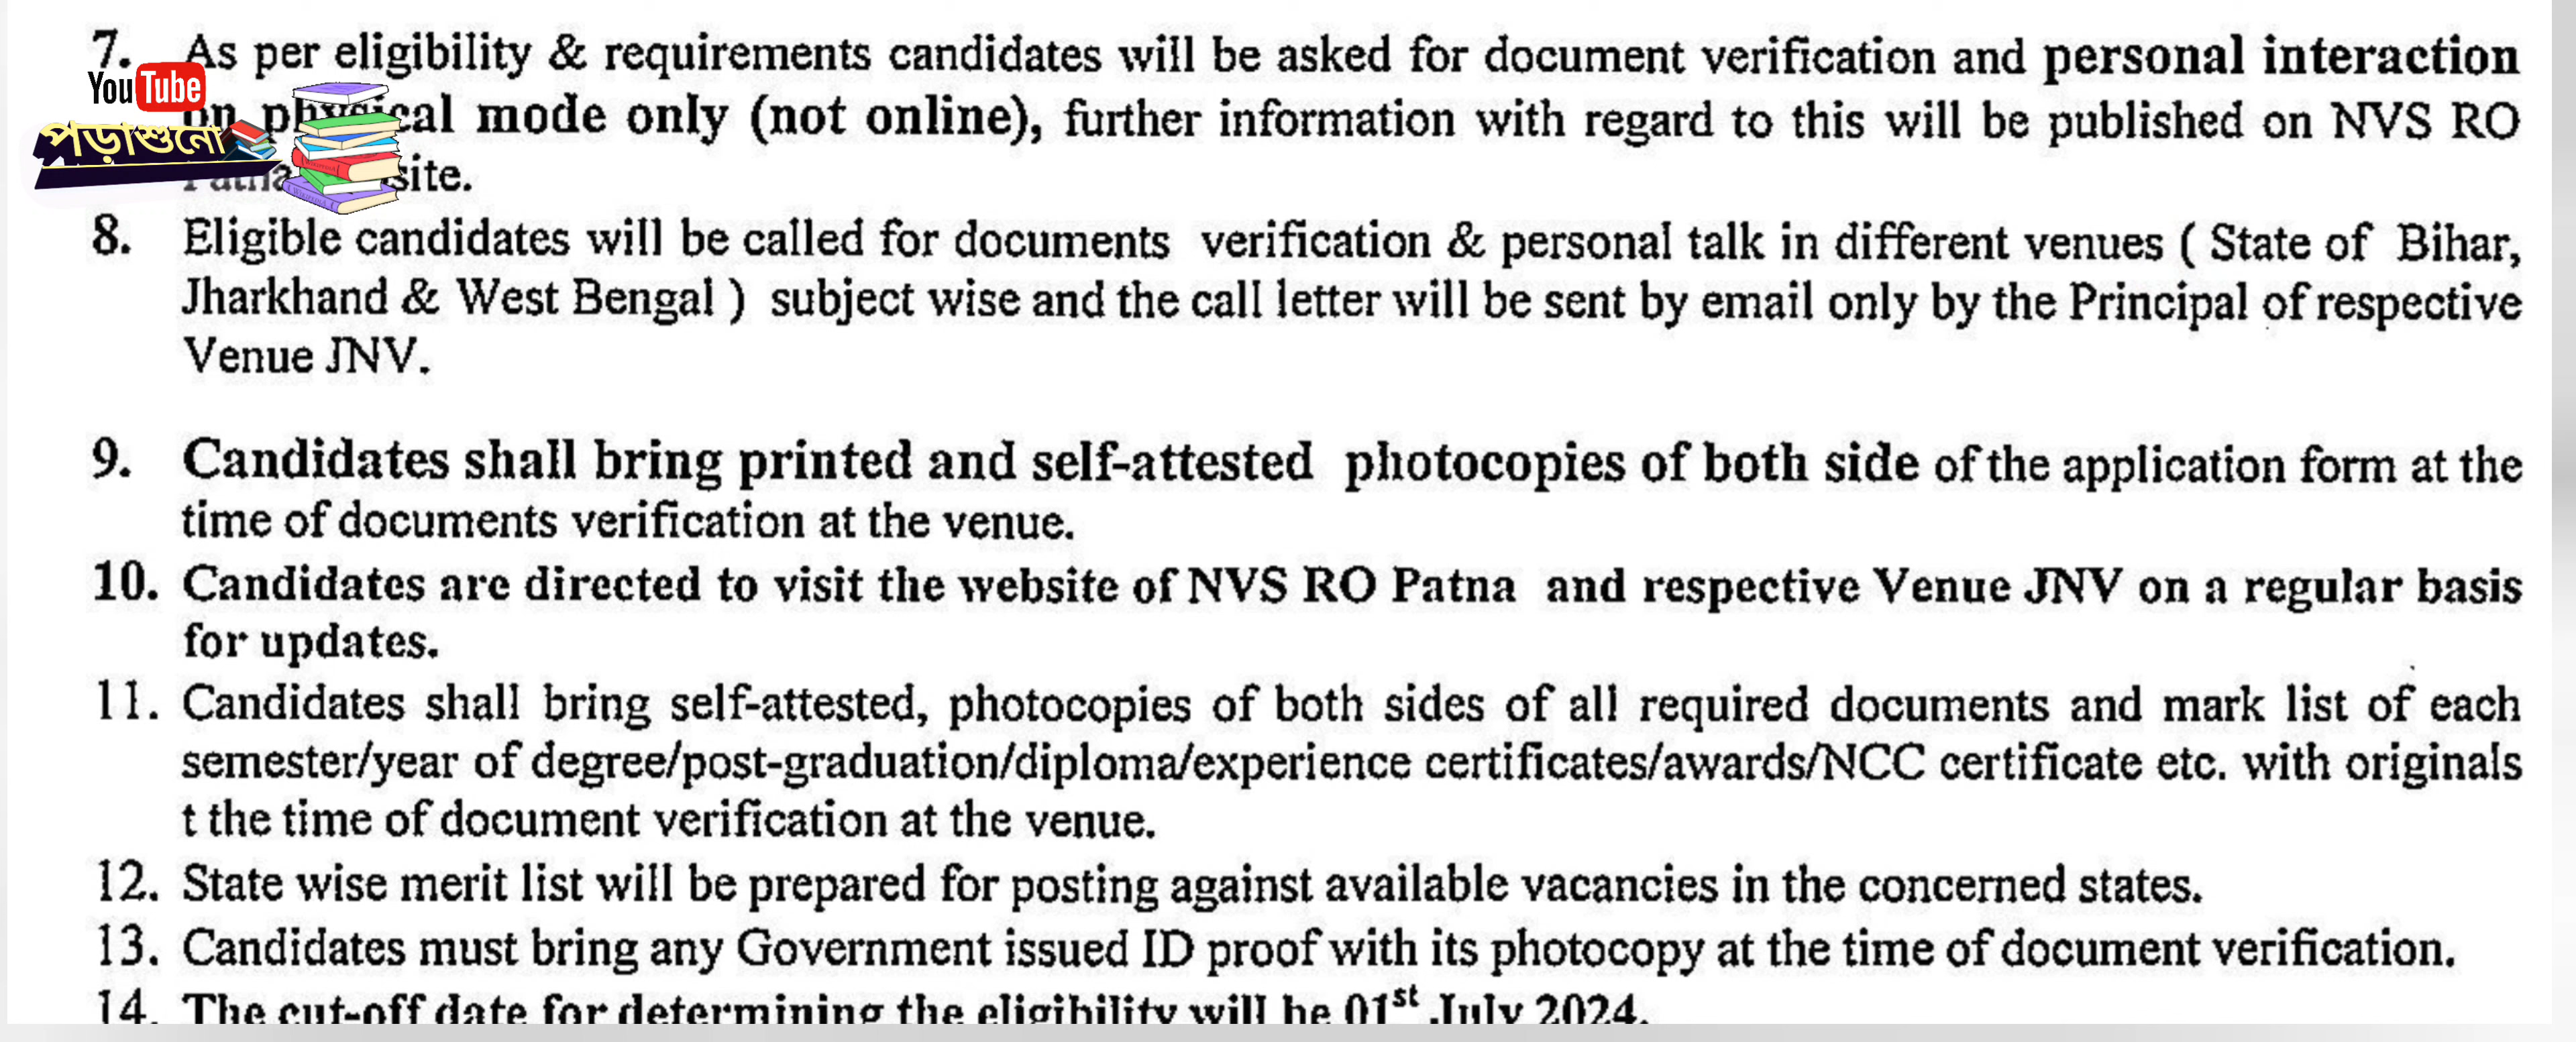 7. As per eligibility & requirements candidates will be asked for document verification and personal interaction
YouTube
mode only (not online), further information with regard to this will be published on NVS RO
পড়াশুনো
8. Eligible candidates will be called for documents verification & personal talk in different venues ( State of Bihar,
Jharkhand & West Bengal ) subject wise and the call letter will be sent by email only by the Principal of respective
Venue JNV.
9. Candidates shall bring printed and self-attested photocopies of both side of the application form at the
time of documents verification at the venue.
10. Candidates are directed to visit the website of NVS RO Patna and respective Venue JNV on a regular basis
for updates.
11. Candidates shall bring self-attested, photocopies of both sides of all required documents and mark list of each
semester/year of degree/post-graduation/diploma/experience certificates/awards/NCC certificate etc. with originals
t the time of document verification at the venue.
12. State wise merit list will be prepared for posting against available vacancies in the concerned states.
13. Candidates must bring any Government issued ID proof with its photocopy at the time of document verification.
14. The cut-off date for determining the eligibility will be 01st July 2024.